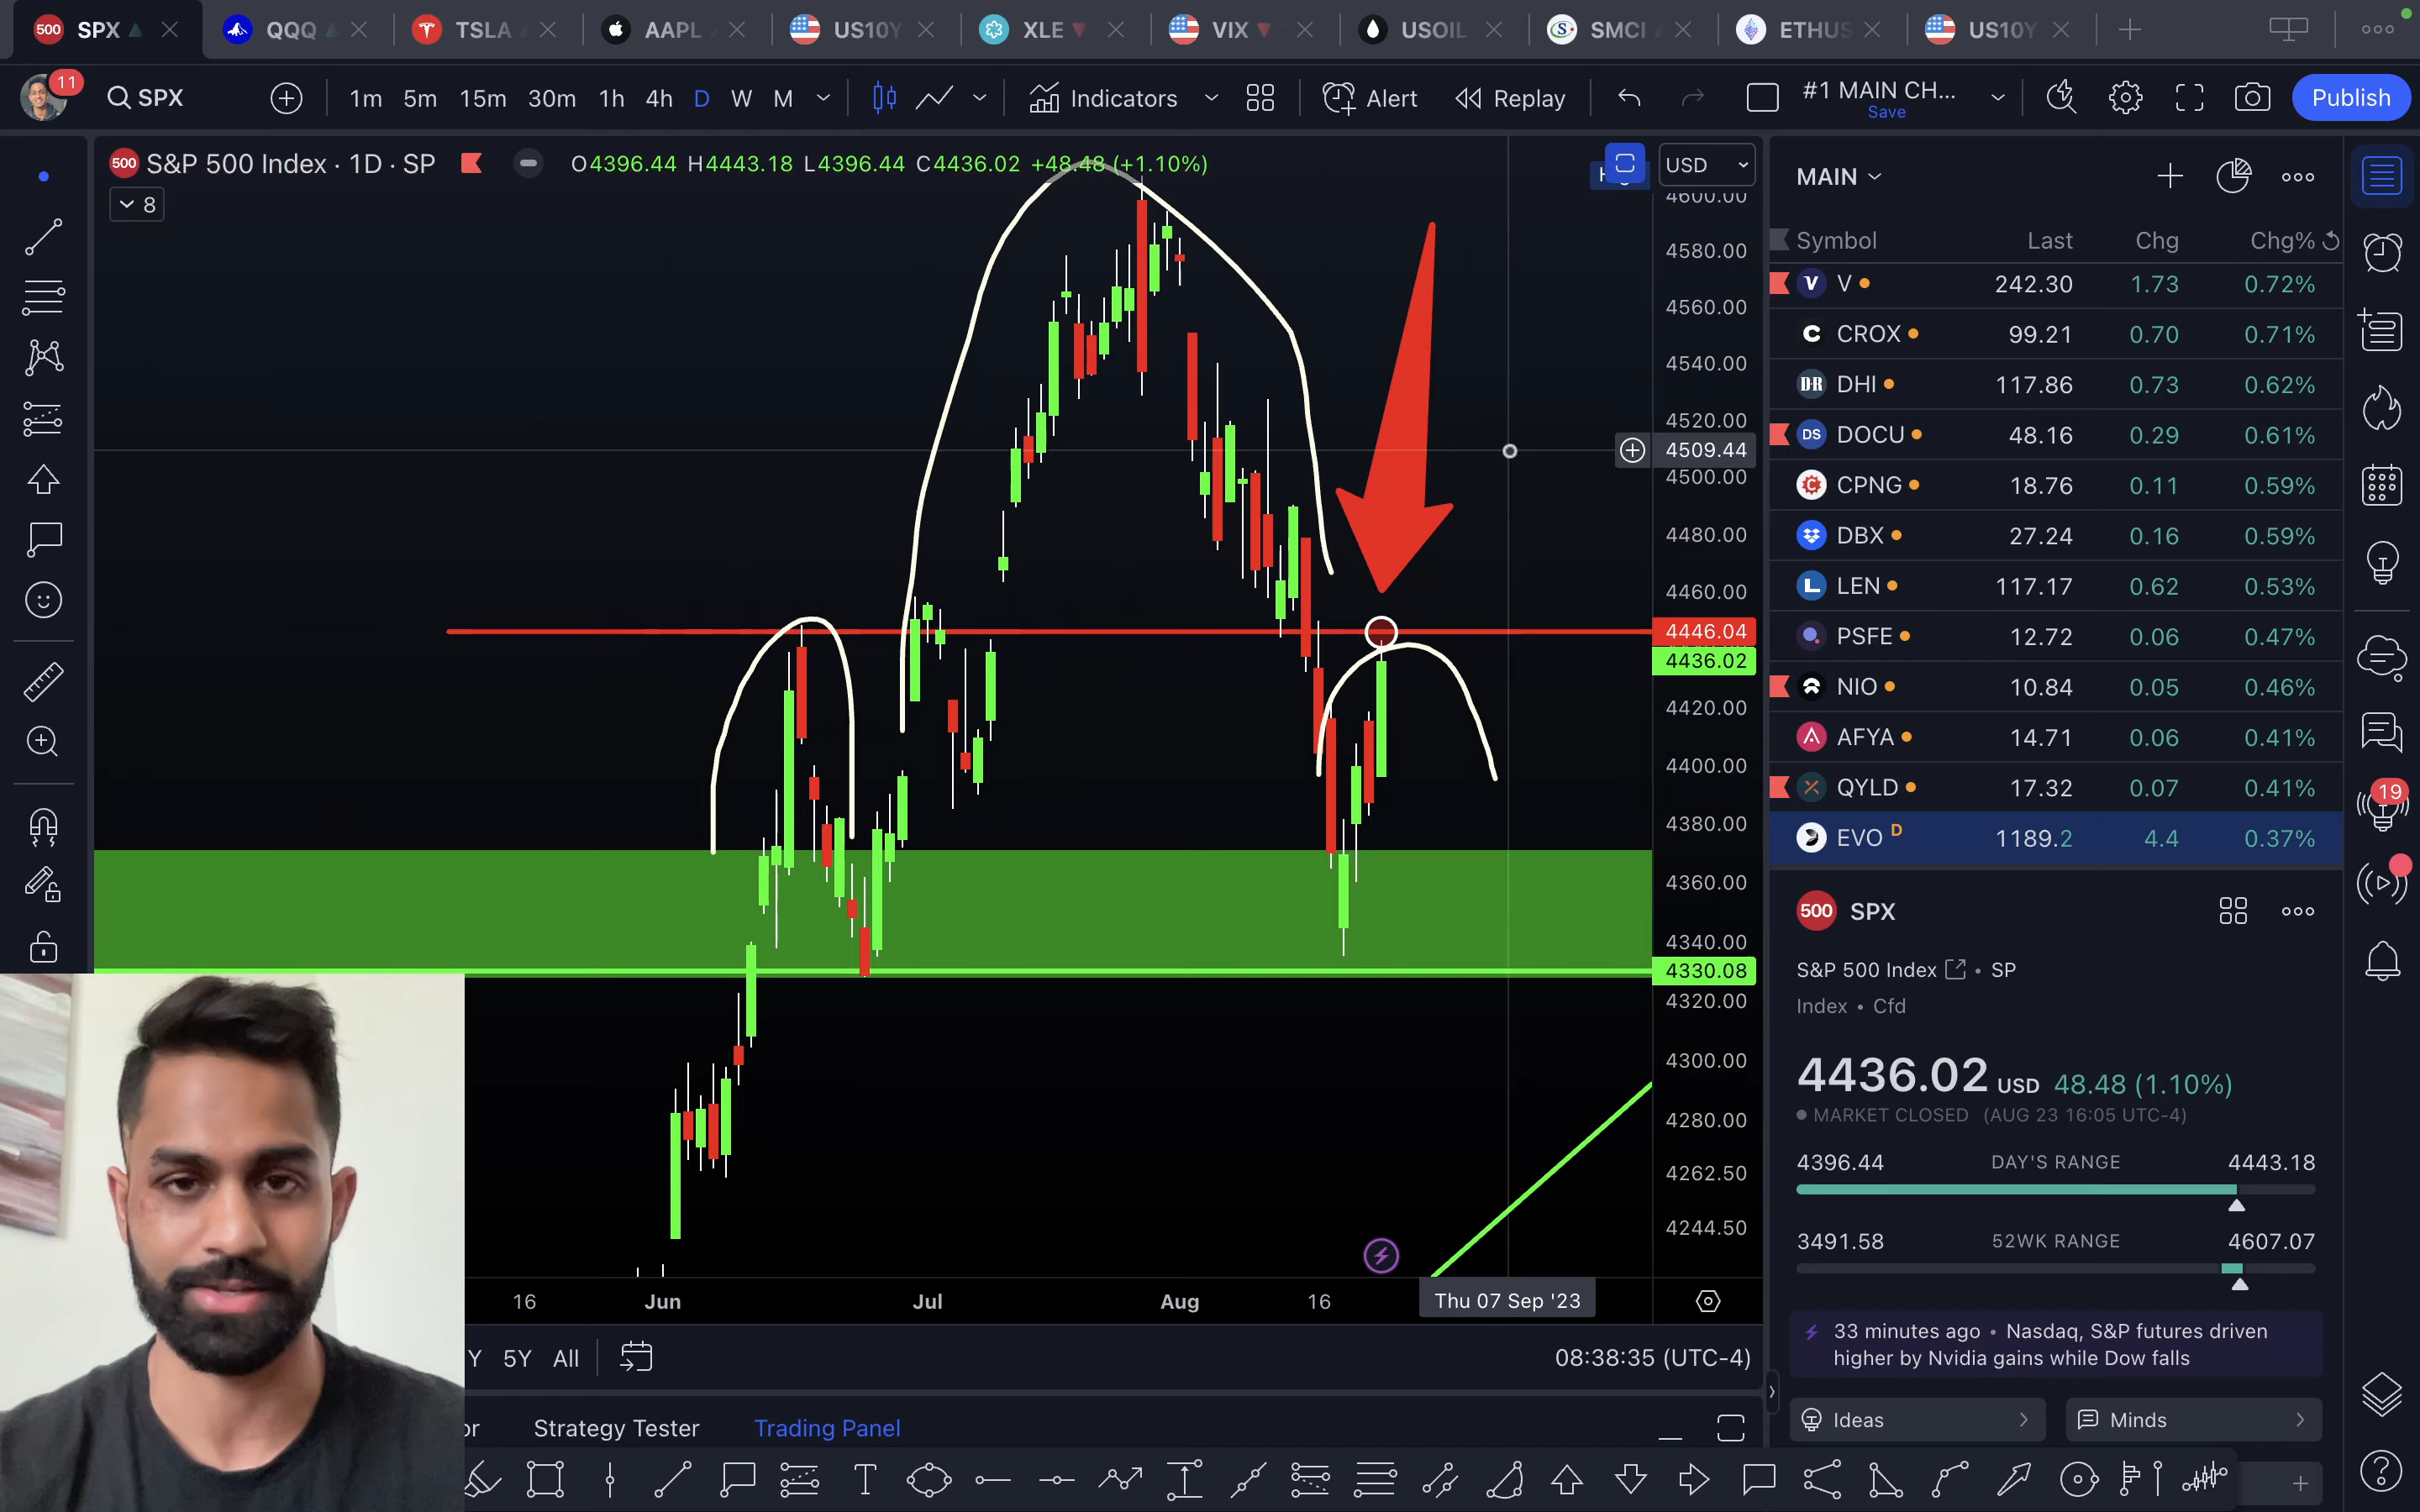 500 SPX QQQ TSLA AAPL US10Y XLE VIX USOIL SMCI ETHUS US10Y
11 SPX 1m 5m 15m 30m 1h 4h D W M Indicators Alert Replay #1 MAIN CH... Publish
Save
500 S&P 500 Index · 1D · SP O4396.44 H4443.18 L4396.44 C4436.02 +48.48 (+1.10%) USD
8
4600.00
4580.00
4560.00
4540.00
4520.00
4509.44
4500.00
4480.00
4460.00
4446.04
4436.02
4420.00
4400.00
4380.00
4360.00
4340.00
4330.08
4320.00
4300.00
4280.00
4262.50
4244.50
16 Jun Jul Aug 16 Thu 07 Sep '23
Y 5Y All 08:38:35 (UTC-4)
or Strategy Tester Trading Panel
MAIN
Symbol Last Chg Chg%
V V 242.30 1.73 0.72%
C CROX 99.21 0.70 0.71%
D·R DHI 117.86 0.73 0.62%
DS DOCU 48.16 0.29 0.61%
C CPNG 18.76 0.11 0.59%
DBX 27.24 0.16 0.59%
L LEN 117.17 0.62 0.53%
PSFE 12.72 0.06 0.47%
NIO 10.84 0.05 0.46%
AFYA 14.71 0.06 0.41%
QYLD 17.32 0.07 0.41%
EVO D 1189.2 4.4 0.37%
19
500 SPX
S&P 500 Index • SP
Index • Cfd
4436.02 USD 48.48 (1.10%)
MARKET CLOSED (AUG 23 16:05 UTC-4)
4396.44 DAY'S RANGE 4443.18
3491.58 52WK RANGE 4607.07
33 minutes ago • Nasdaq, S&P futures driven
higher by Nvidia gains while Dow falls
Ideas Minds